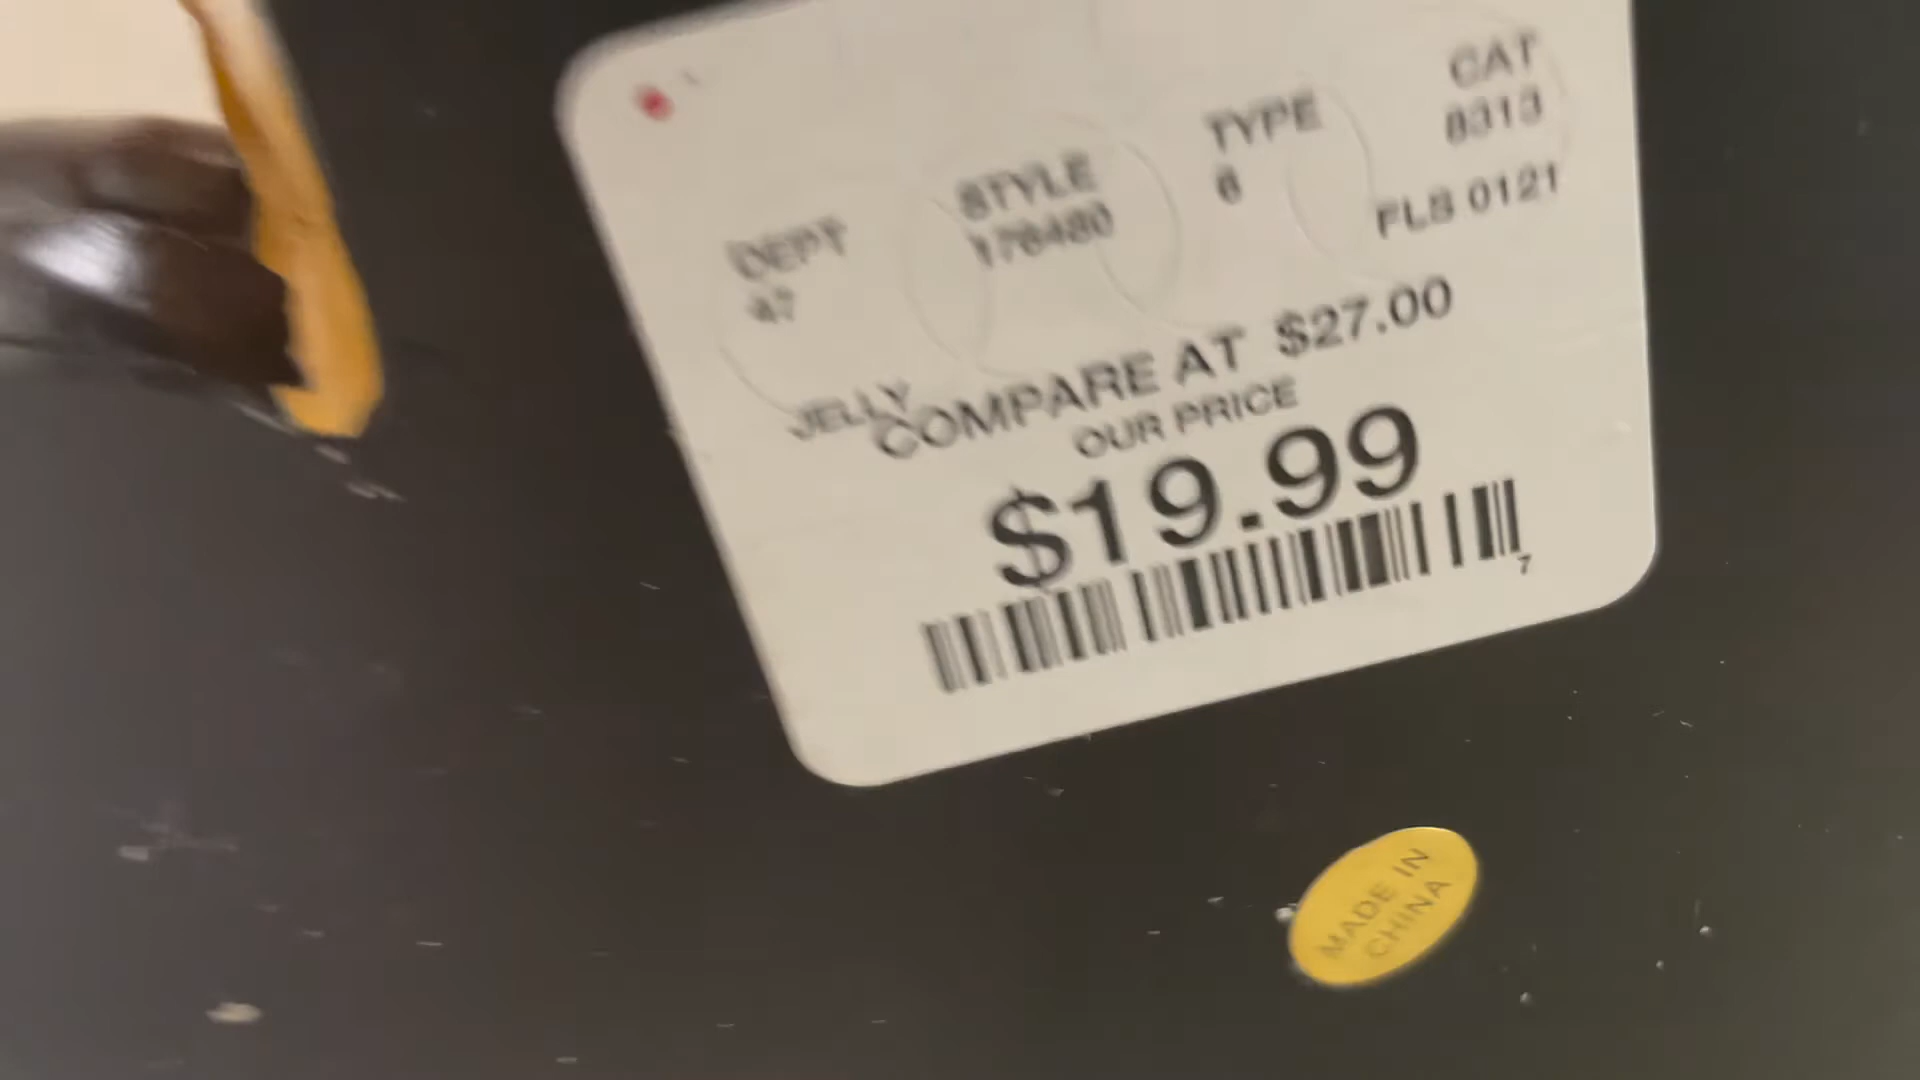 DEPT STYLE TYPE CAT
47 176480 6 8313
FLS 0121
JELLY
COMPARE AT $27.00
OUR PRICE
$19.99
7
MADE IN
CHINA